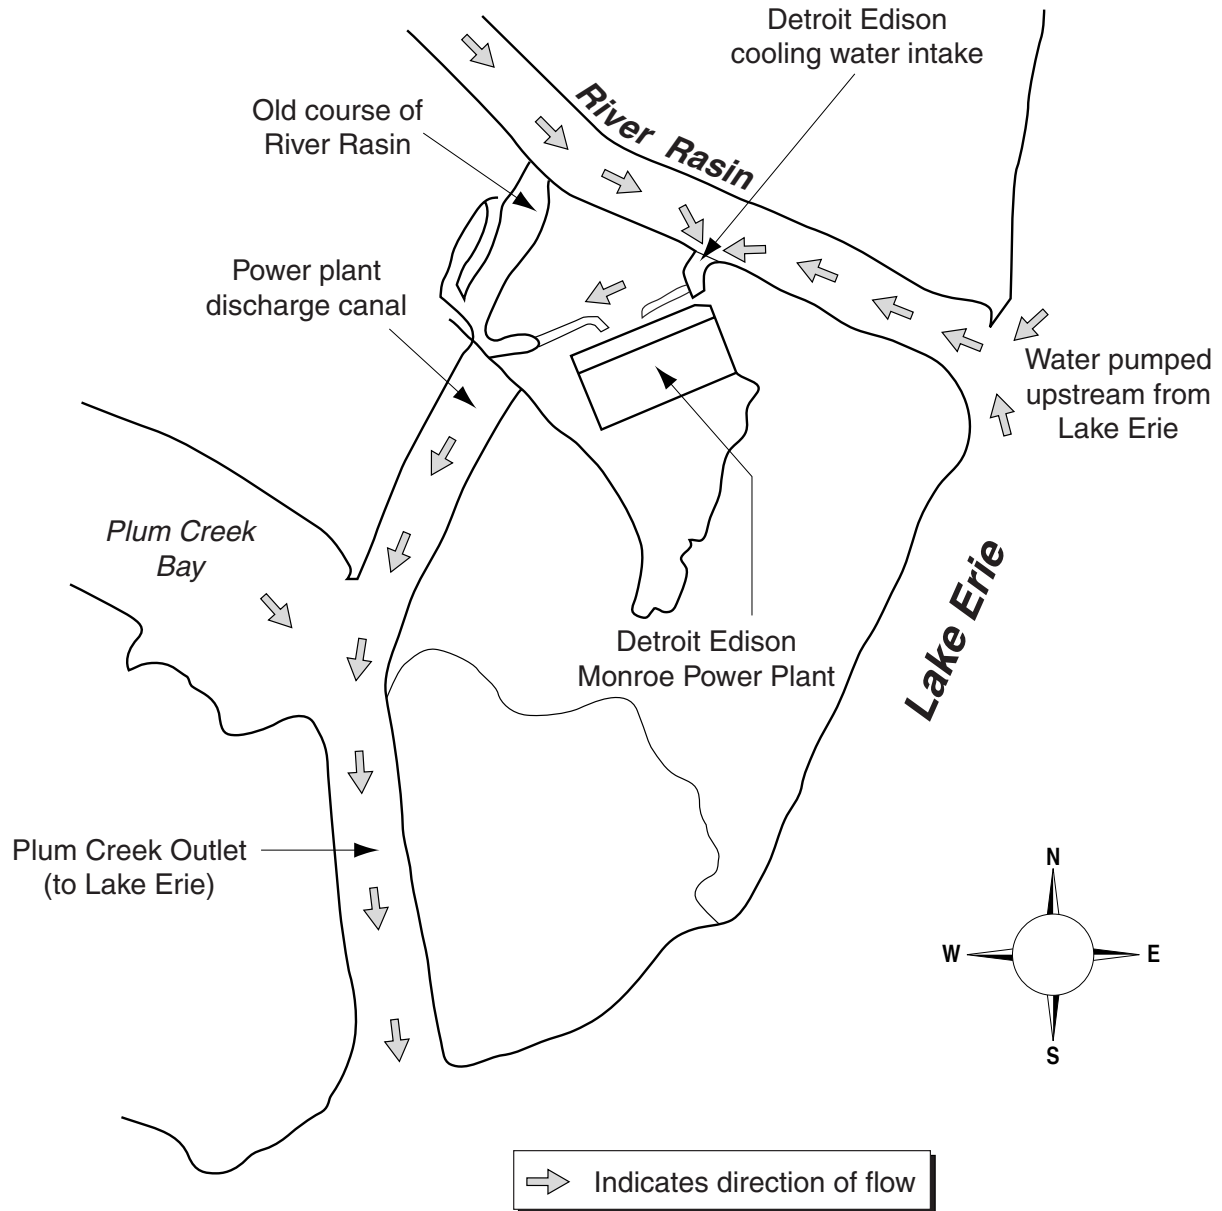 Detroit Edison
cooling water intake
Old course of
River Rasin
River Rasin
Power plant
discharge canal
Water pumped
upstream from
Lake Erie
Plum Creek
Bay
Detroit Edison
Monroe Power Plant
Lake Erie
Plum Creek Outlet
(to Lake Erie)
N
W
E
S
Indicates direction of flow